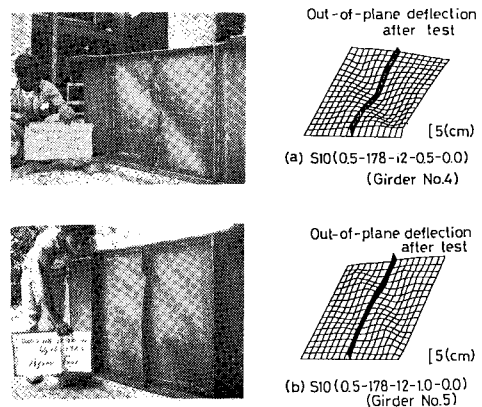 Out-of-plane deflection
after test
[5(cm)
(a) S10(0.5-178-12-0.5-0.0)
(Girder No.4)
Out-of-plane deflection
after test
[5(cm)
(b) S10(0.5-178-12-1.0-0.0)
(Girder No.5)